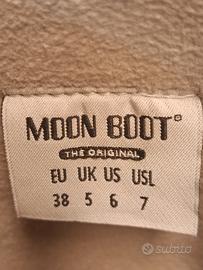 MOON BOOT®
THE ORIGINAL
EU UK US USL
38 5 6 7
subito